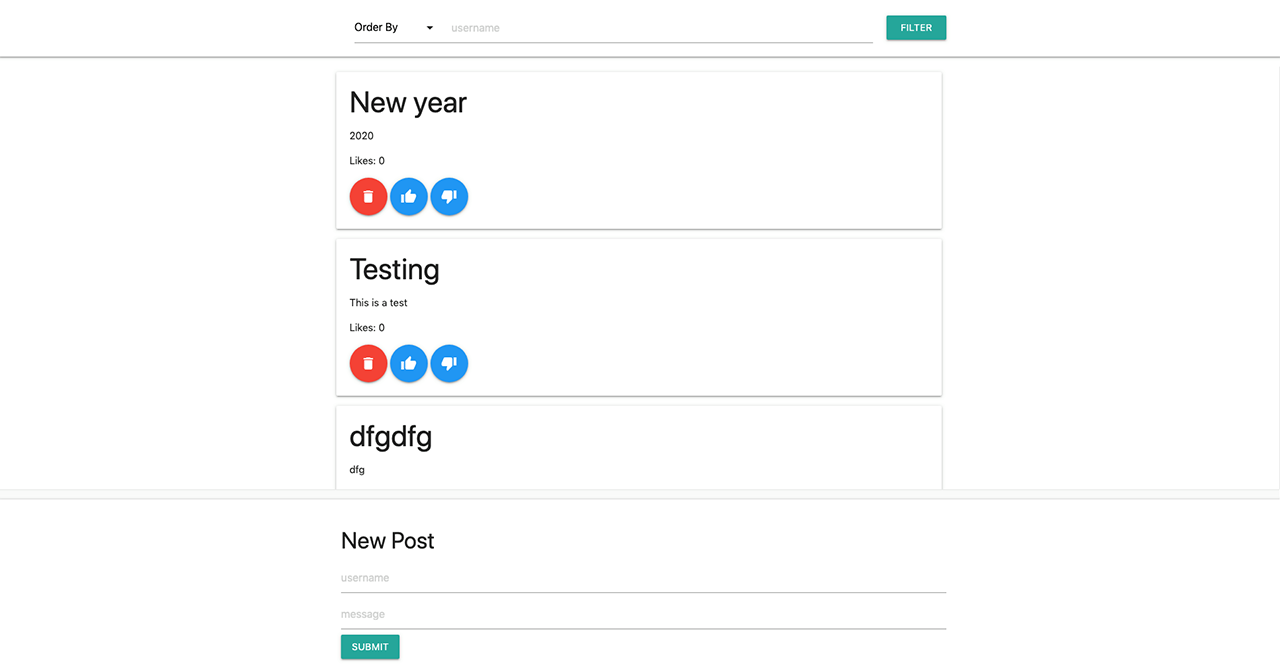 Order By username FILTER
New year
2020
Likes: 0
Testing
This is a test
Likes: 0
dfgdfg
dfg
New Post
username
message
SUBMIT